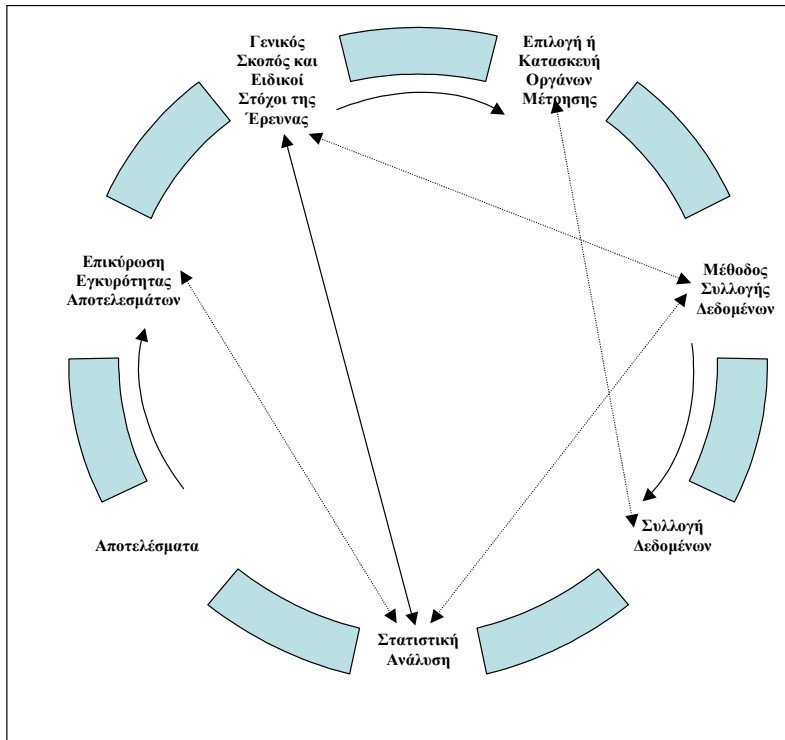 Γενικός
Σκοπός και
Ειδικοί
Στόχοι της
Έρευνας
Επιλογή ή
Κατασκευή
Οργάνων
Μέτρησης
Μέθοδος
Συλλογής
Δεδομένων
Συλλογή
Δεδομένων
Στατιστική
Ανάλυση
Αποτελέσματα
Επικύρωση
Εγκυρότητας
Αποτελεσμάτων